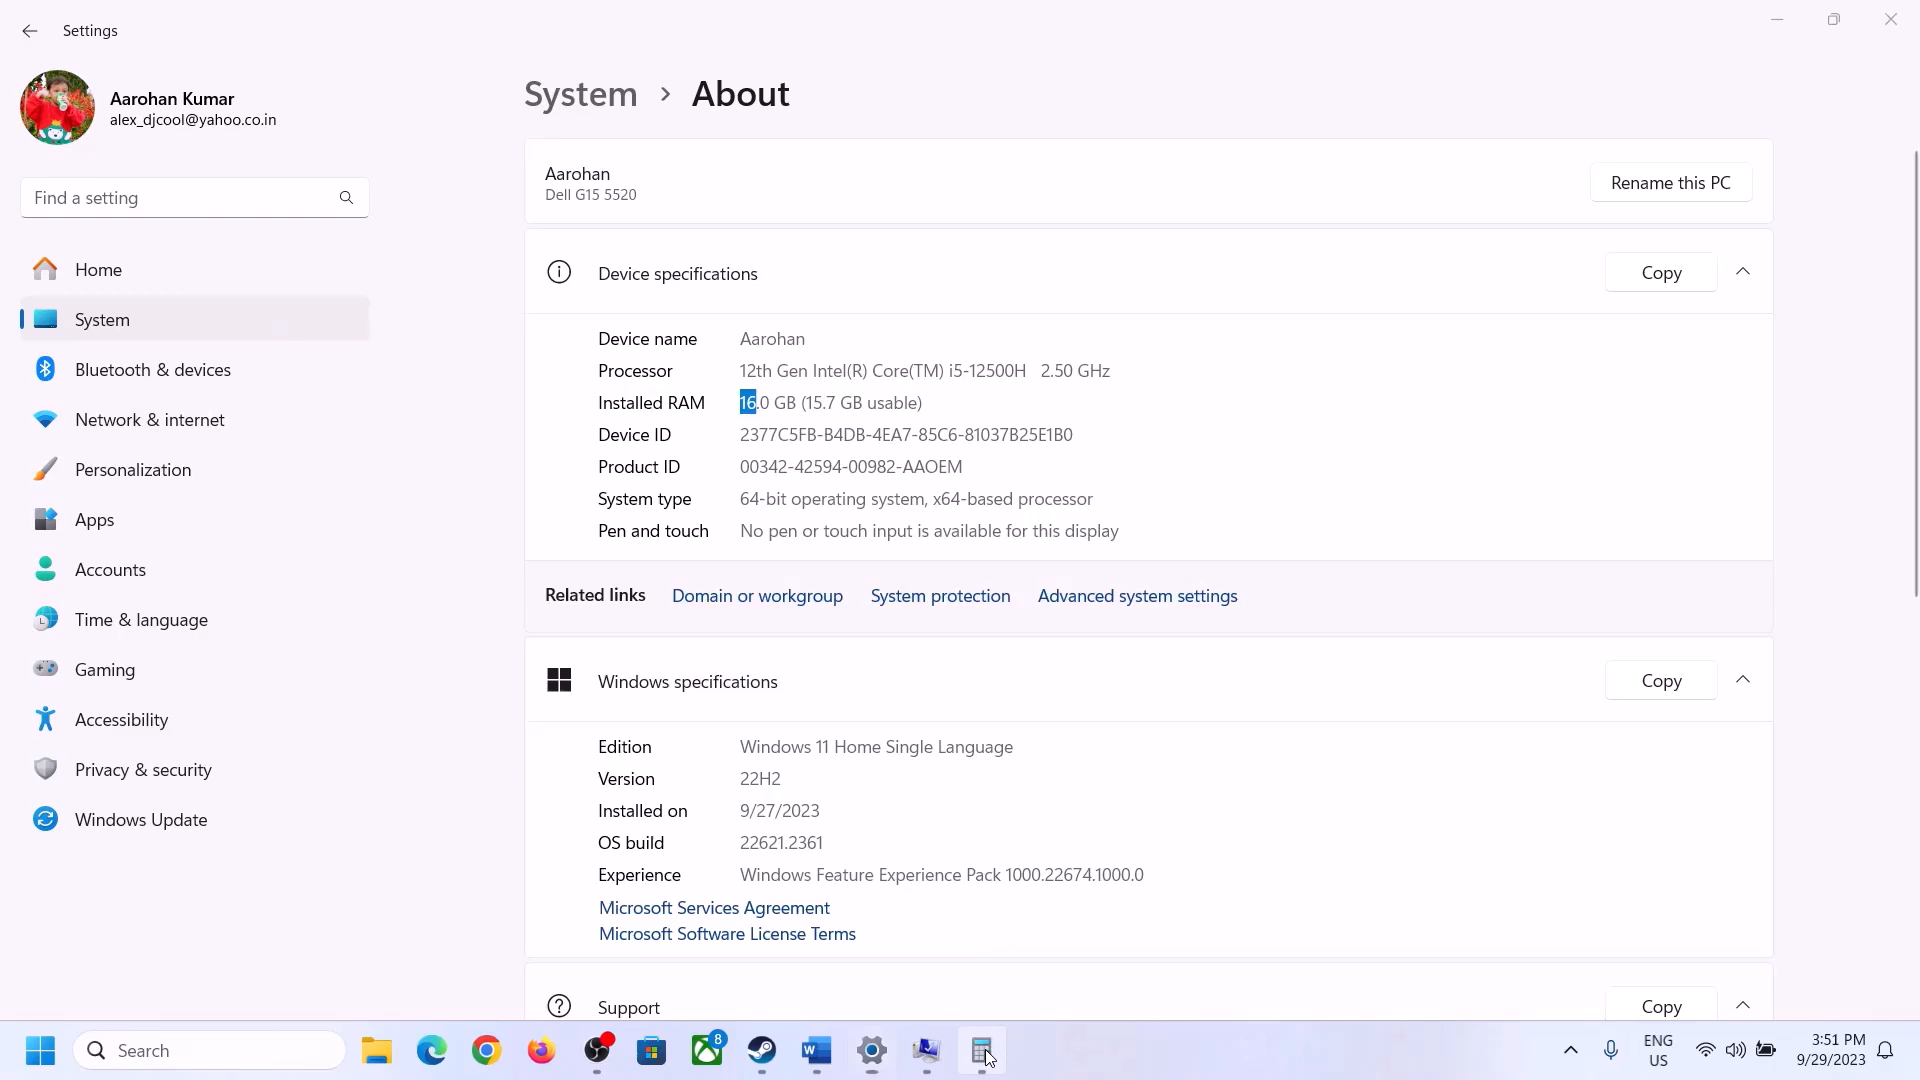 Settings
Aarohan Kumar
alex_djcool@yahoo.co.in
Find a setting
Home
System
Bluetooth & devices
Network & internet
Personalization
Apps
Accounts
Time & language
Gaming
Accessibility
Privacy & security
Windows Update
System › About
Aarohan
Dell G15 5520
Rename this PC
Device specifications
Copy
Device name Aarohan
Processor 12th Gen Intel(R) Core(TM) i5-12500H 2.50 GHz
Installed RAM 16.0 GB (15.7 GB usable)
Device ID 2377C5FB-B4DB-4EA7-85C6-81037B25E1B0
Product ID 00342-42594-00982-AAOEM
System type 64-bit operating system, x64-based processor
Pen and touch No pen or touch input is available for this display
Related links Domain or workgroup System protection Advanced system settings
Windows specifications
Copy
Edition Windows 11 Home Single Language
Version 22H2
Installed on 9/27/2023
OS build 22621.2361
Experience Windows Feature Experience Pack 1000.22674.1000.0
Microsoft Services Agreement
Microsoft Software License Terms
Support
Copy
Search
8
ENG
US
3:51 PM
9/29/2023